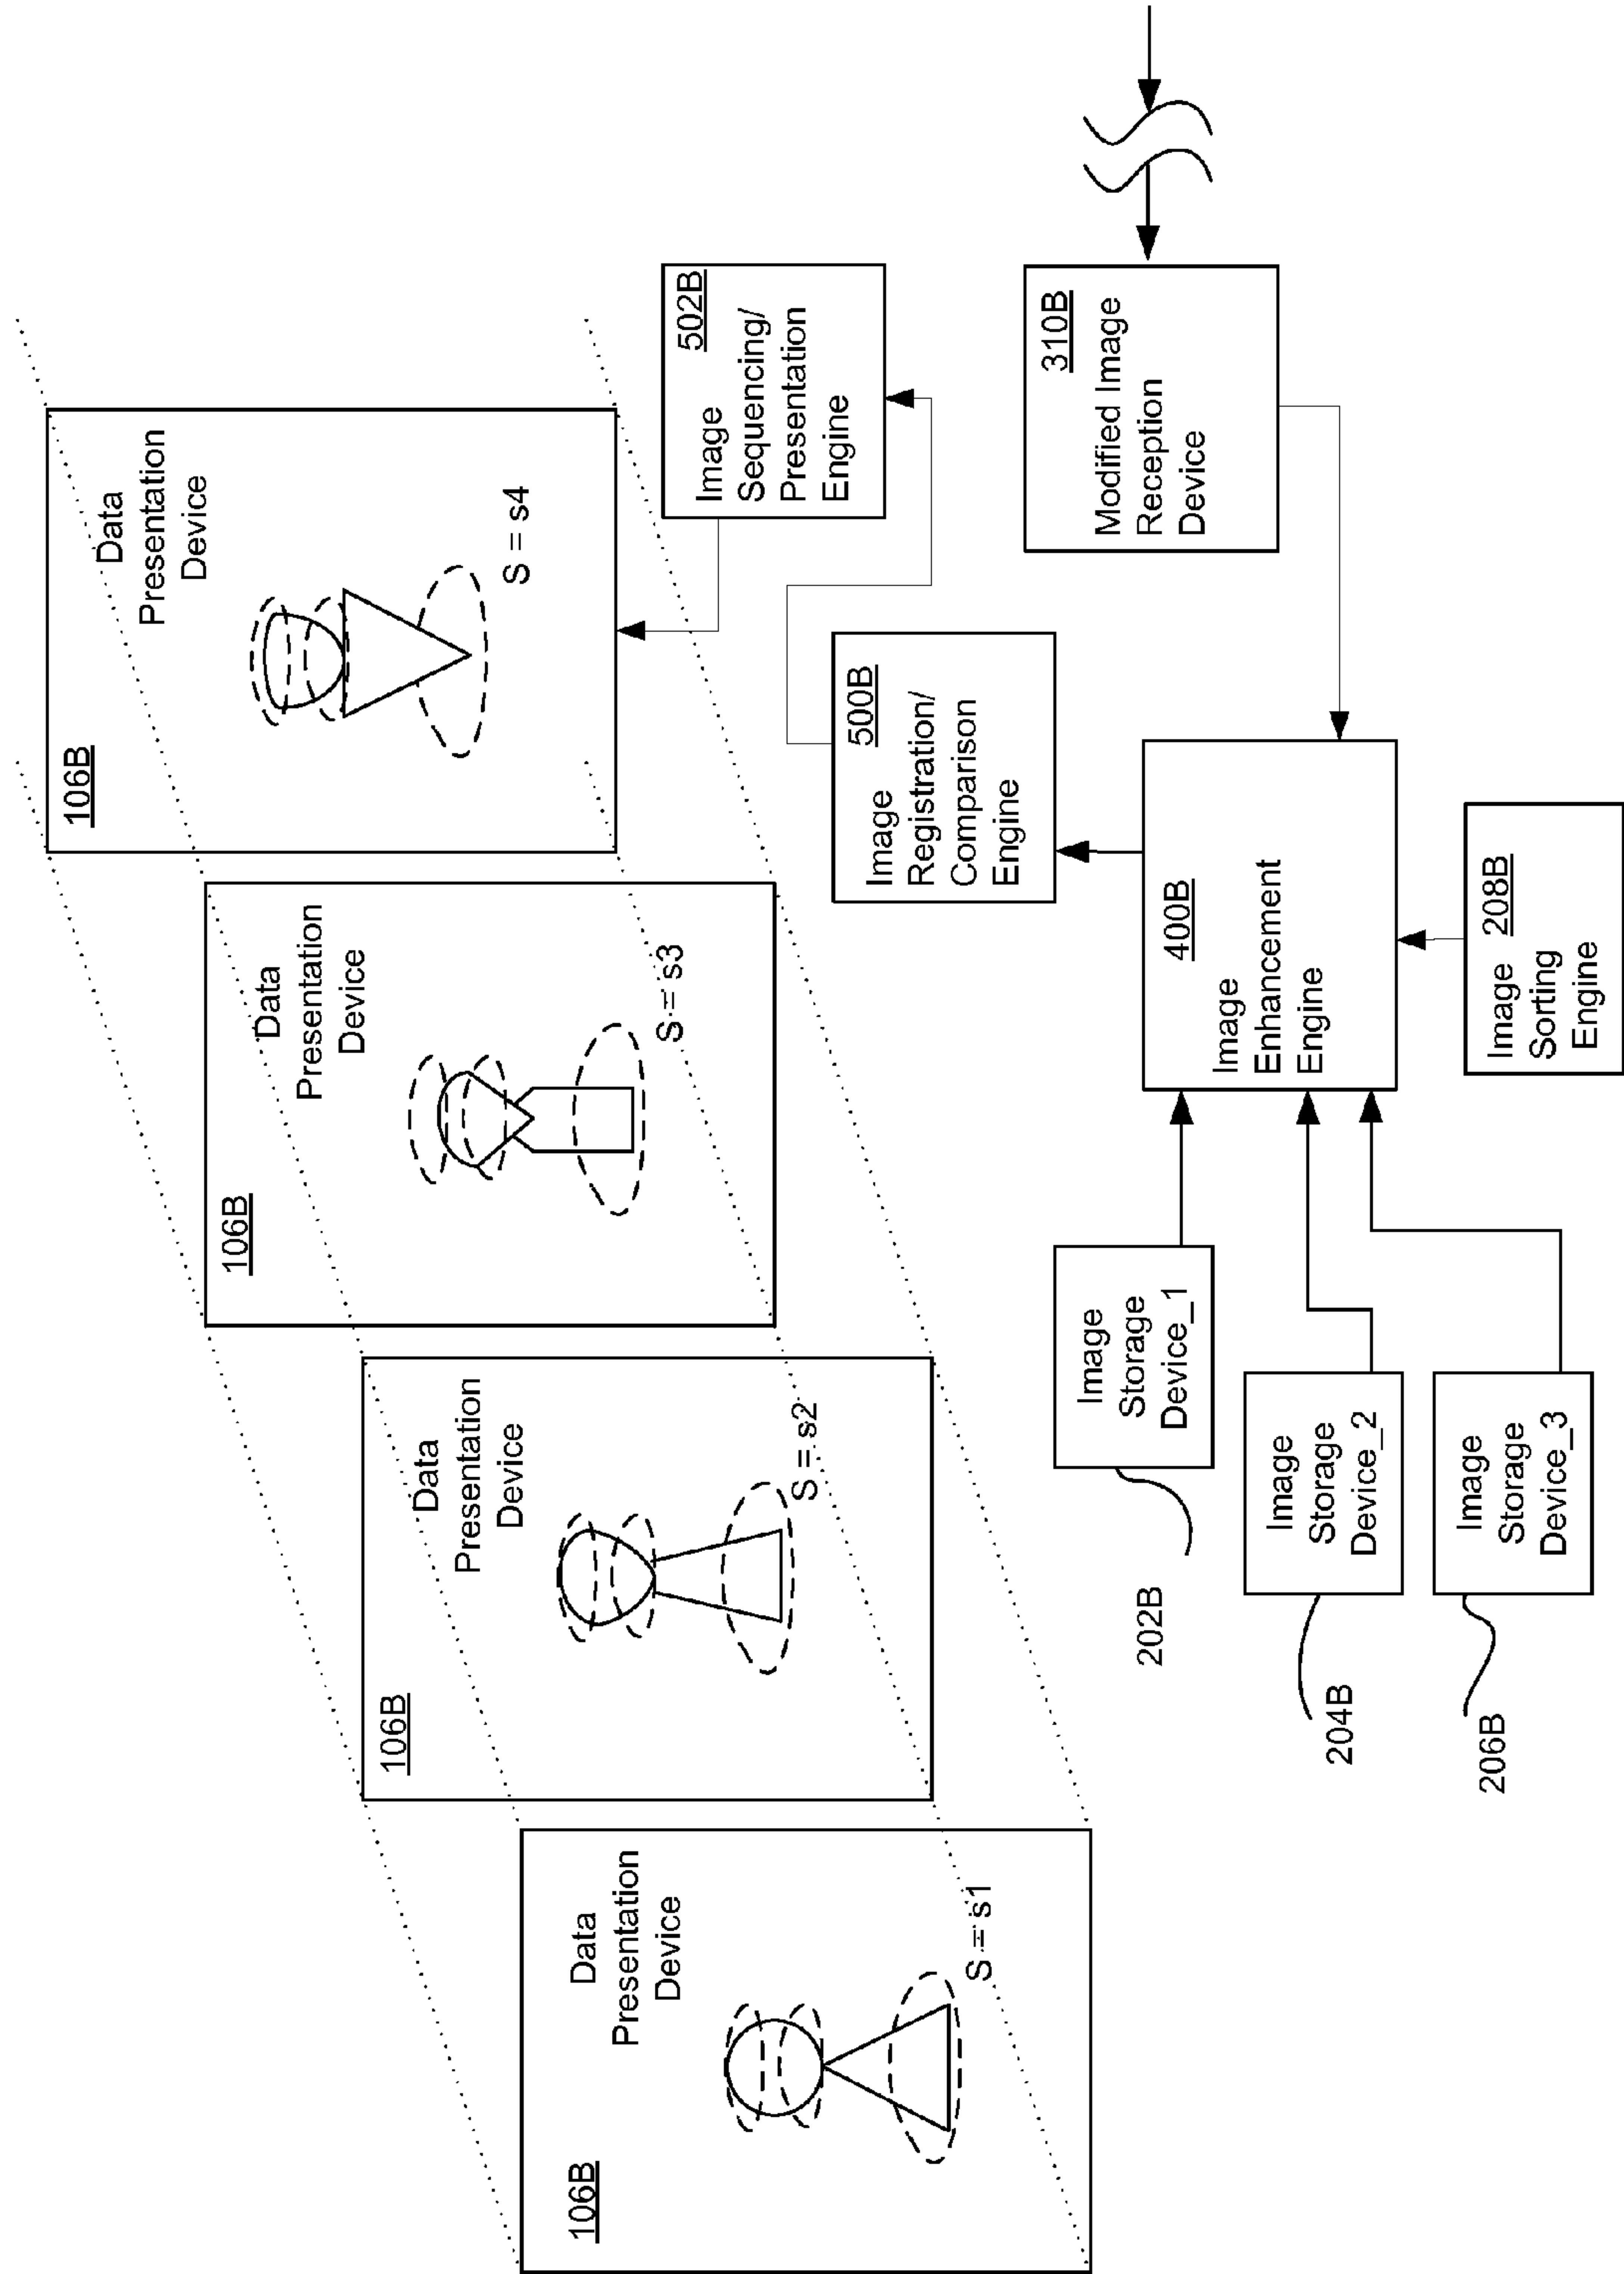 106B
Data
Presentation
Device
S = s1
106B
Data
Presentation
Device
S = s2
106B
Data
Presentation
Device
S = s3
106B
Data
Presentation
Device
S = s4
502B
Image
Sequencing/
Presentation
Engine
500B
Image
Registration/
Comparison
Engine
310B
Modified Image
Reception
Device
400B
Image
Enhancement
Engine
Image 208B
Sorting
Engine
Image
Storage
Device_1
202B
Image
Storage
Device_2
204B
Image
Storage
Device_3
206B